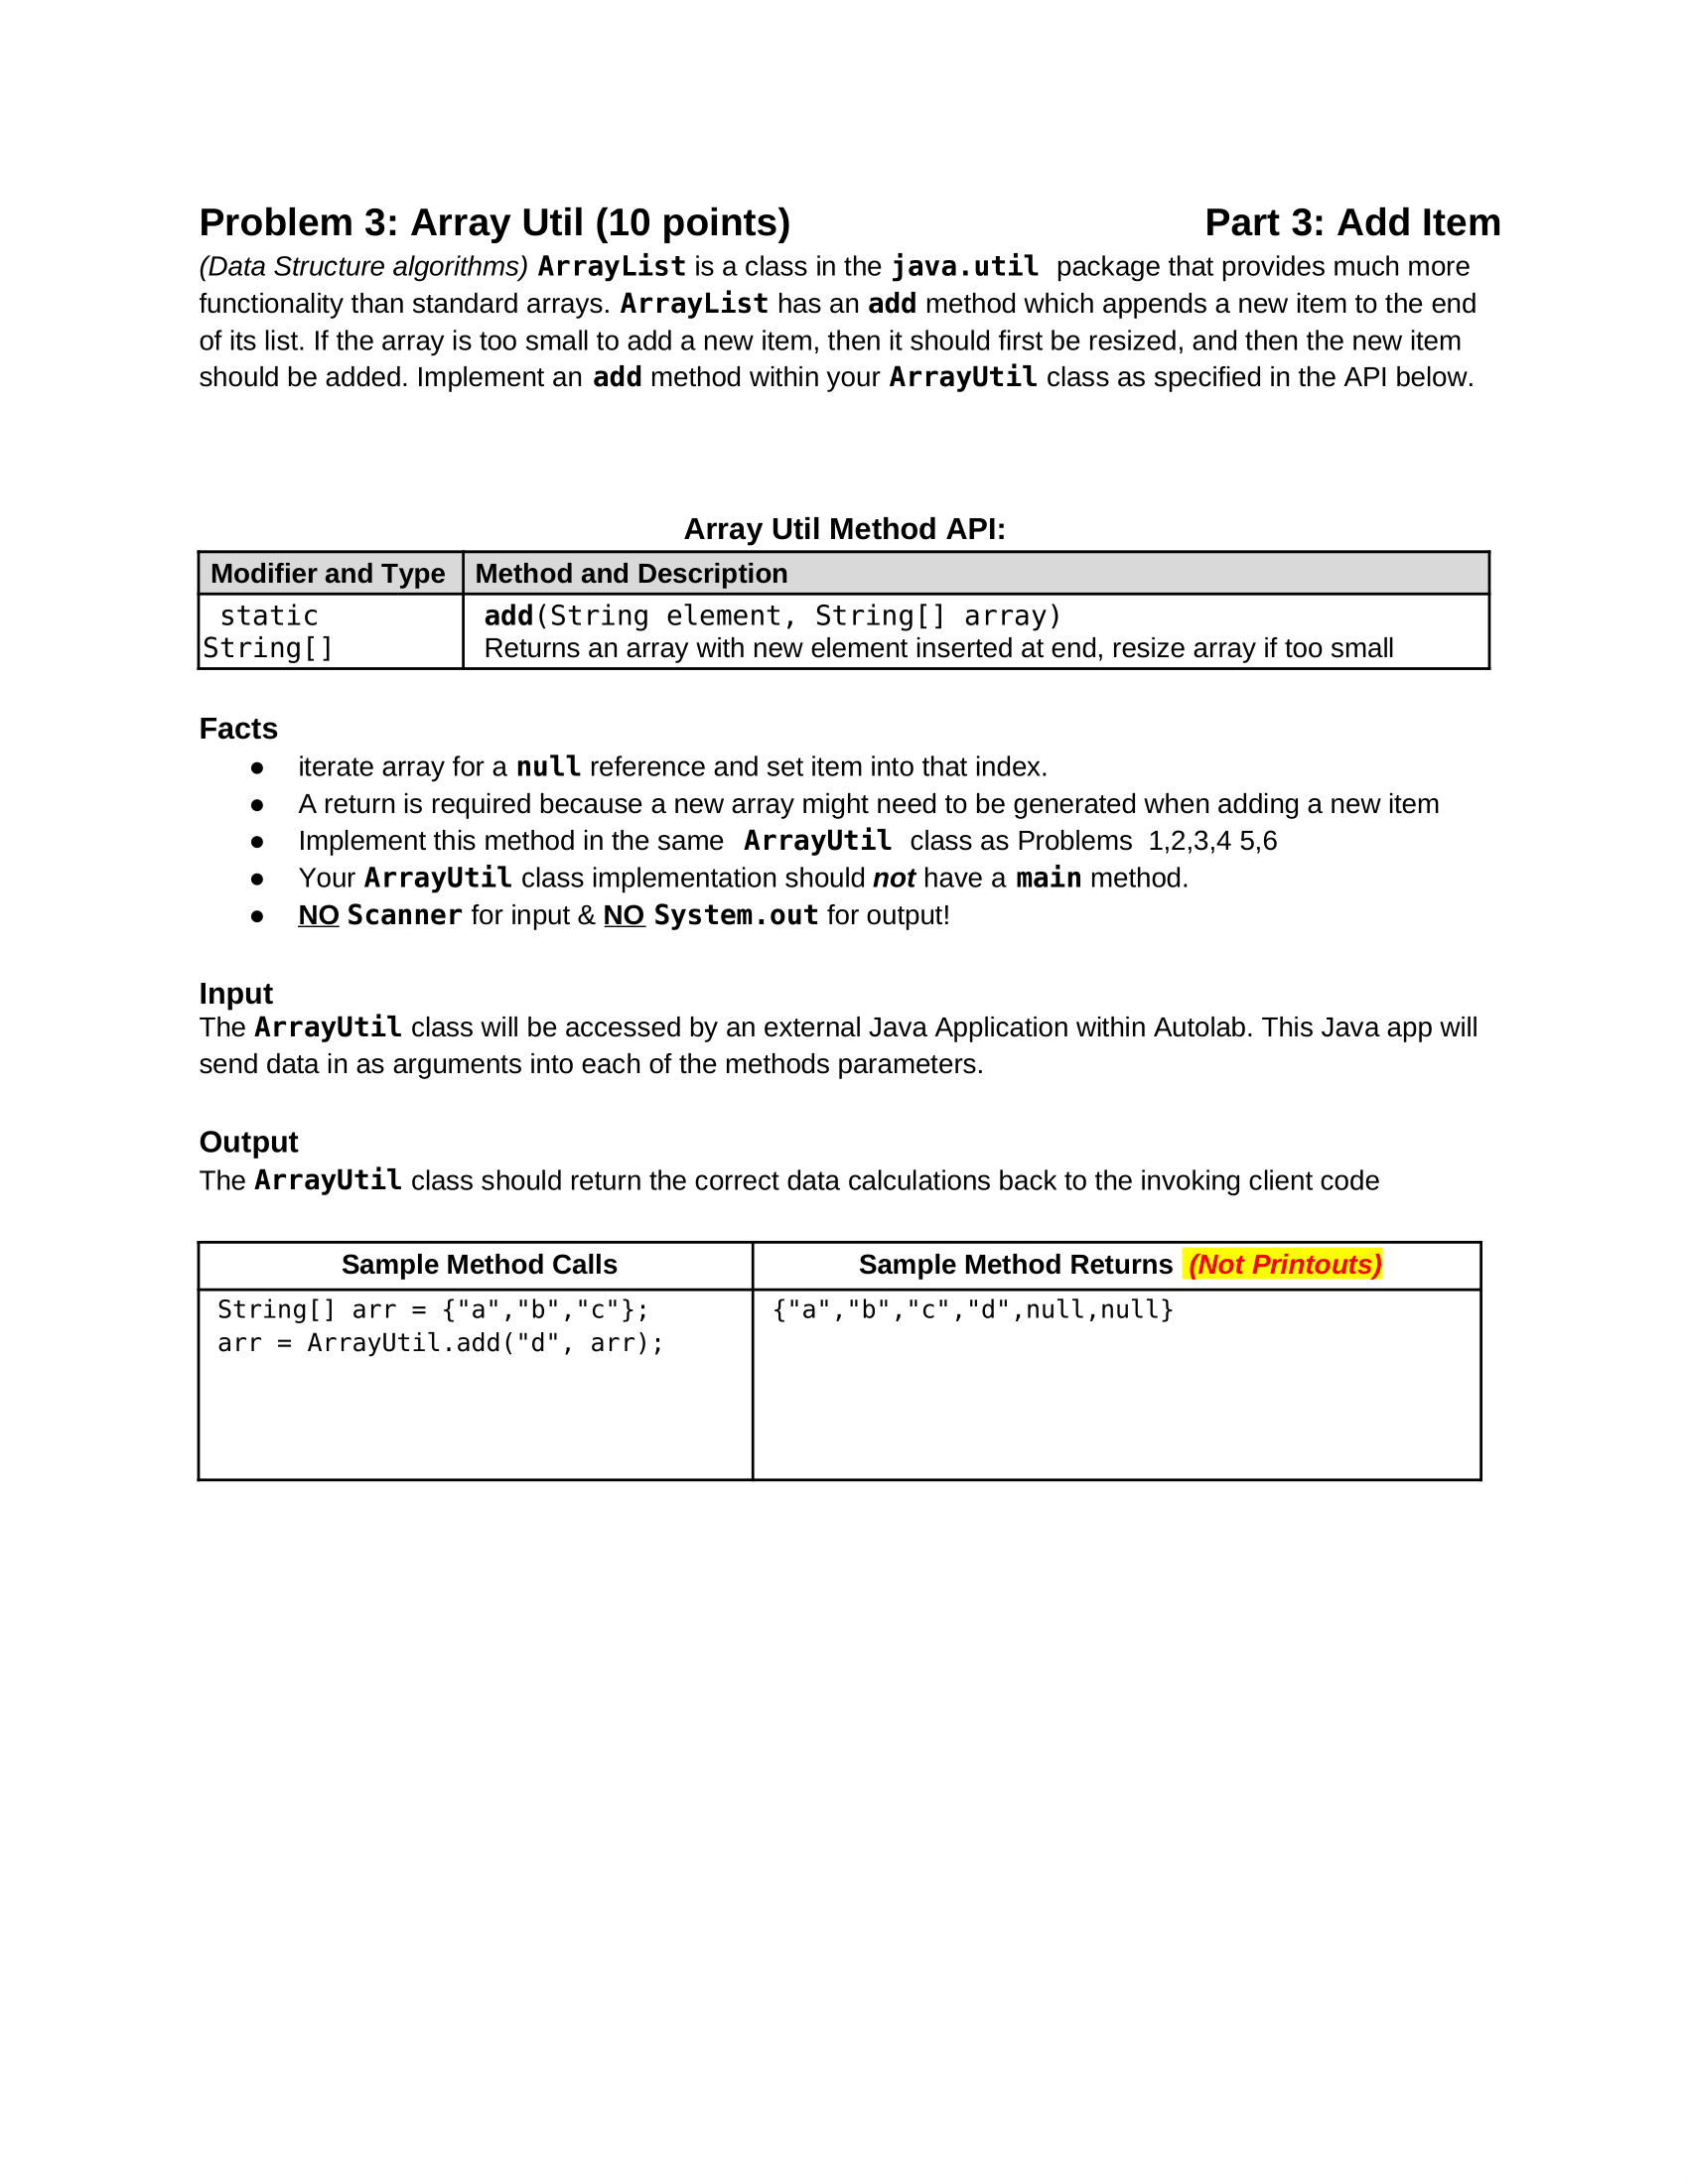 Problem 3: Array Util (10 points) Part 3: Add Item
(Data Structure algorithms) ArrayList is a class in the java.util package that provides much more
functionality than standard arrays. ArrayList has an add method which appends a new item to the end
of its list. If the array is too small to add a new item, then it should first be resized, and then the new item
should be added. Implement an add method within your ArrayUtil class as specified in the API below.
Array Util Method API:
Modifier and Type Method and Description
static add(String element, String[] array)
String[] Returns an array with new element inserted at end, resize array if too small
Facts
● iterate array for a null reference and set item into that index.
● A return is required because a new array might need to be generated when adding a new item
● Implement this method in the same ArrayUtil class as Problems 1,2,3,4 5,6
● Your ArrayUtil class implementation should not have a main method.
● NO Scanner for input & NO System.out for output!
Input
The ArrayUtil class will be accessed by an external Java Application within Autolab. This Java app will
send data in as arguments into each of the methods parameters.
Output
The ArrayUtil class should return the correct data calculations back to the invoking client code
Sample Method Calls Sample Method Returns (Not Printouts)
String[] arr = {"a","b","c"}; {"a","b","c","d",null,null}
arr = ArrayUtil.add("d", arr);